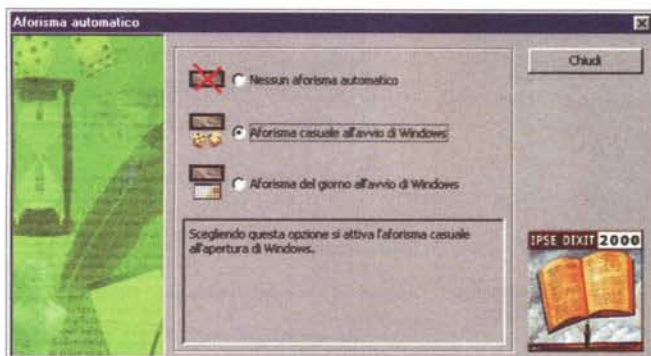 Aforisma automatico
Chiudi
Nessun aforisma automatico
Aforisma casuale all'avvio di Windows
Aforisma del giorno all'avvio di Windows
Scegliendo questa opzione si attiva l'aforisma casuale
all'apertura di Windows.
IPSE DIXIT 2000